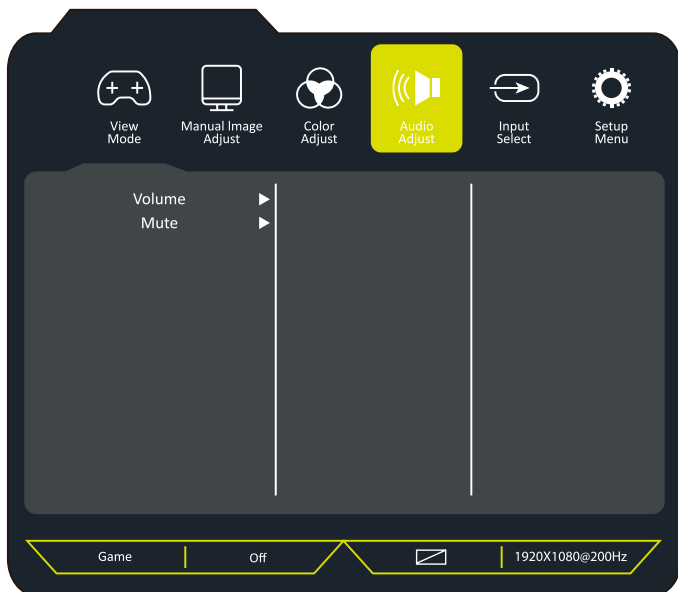 View
Mode
Manual Image
Adjust
Color
Adjust
Audio
Adjust
Input
Select
Setup
Menu
Volume
Mute
Game
Off
1920X1080@200Hz